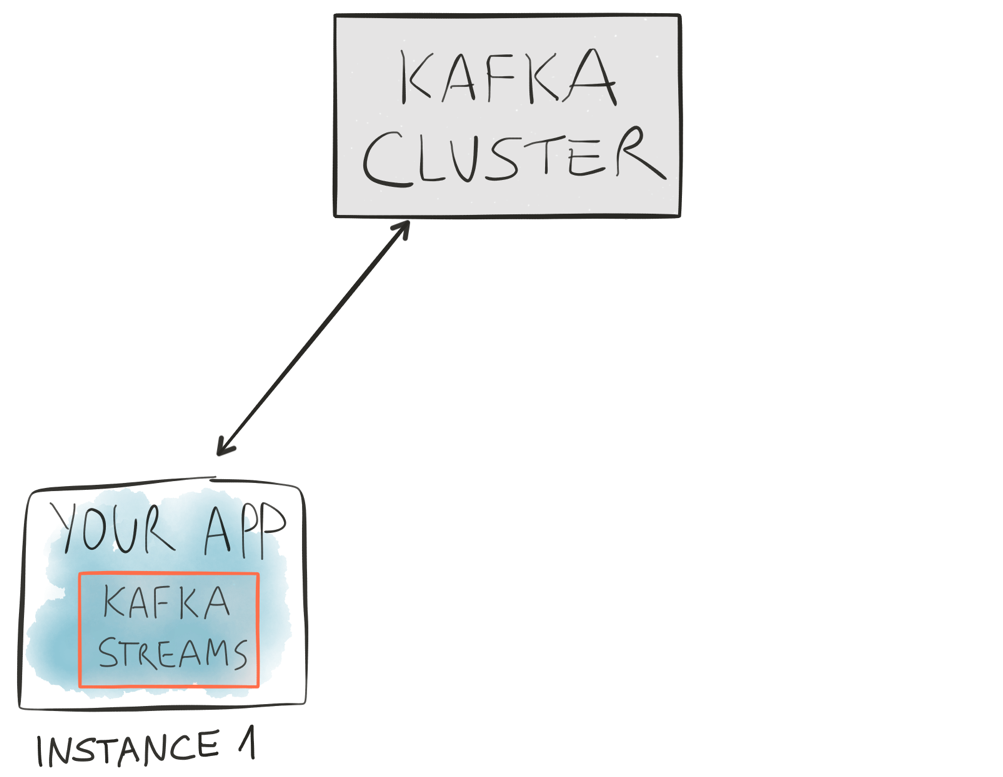 KAFKA
CLUSTER
YOUR APP
KAFKA
STREAMS
INSTANCE 1